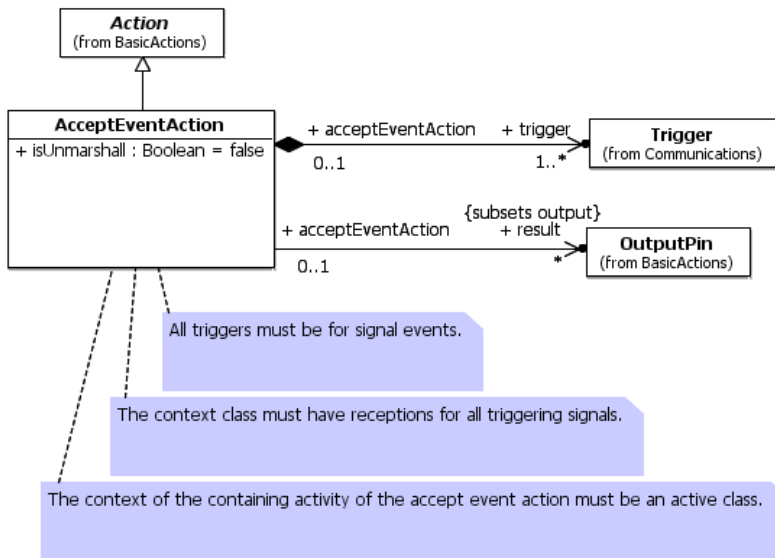 Action
(from BasicActions)
AcceptEventAction
+ isUnmarshall : Boolean = false
+ acceptEventAction
+ trigger
0..1
1..*
Trigger
(from Communications)
{subsets output}
+ acceptEventAction
+ result
0..1
*
OutputPin
(from BasicActions)
All triggers must be for signal events.
The context class must have receptions for all triggering signals.
The context of the containing activity of the accept event action must be an active class.